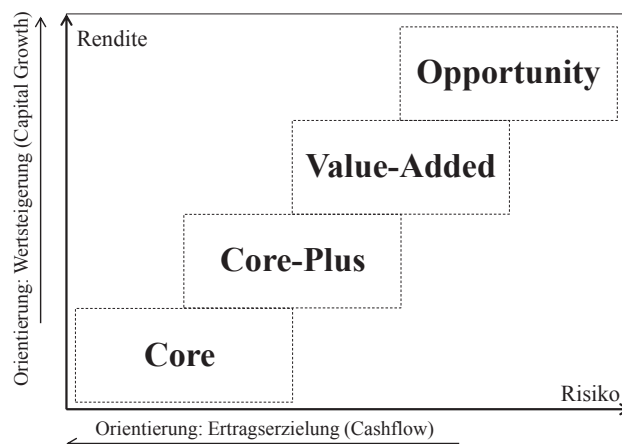 Rendite
Opportunity
Value-Added
Core-Plus
Core
Risiko
Orientierung: Wertsteigerung (Capital Growth)
Orientierung: Ertragserzielung (Cashflow)